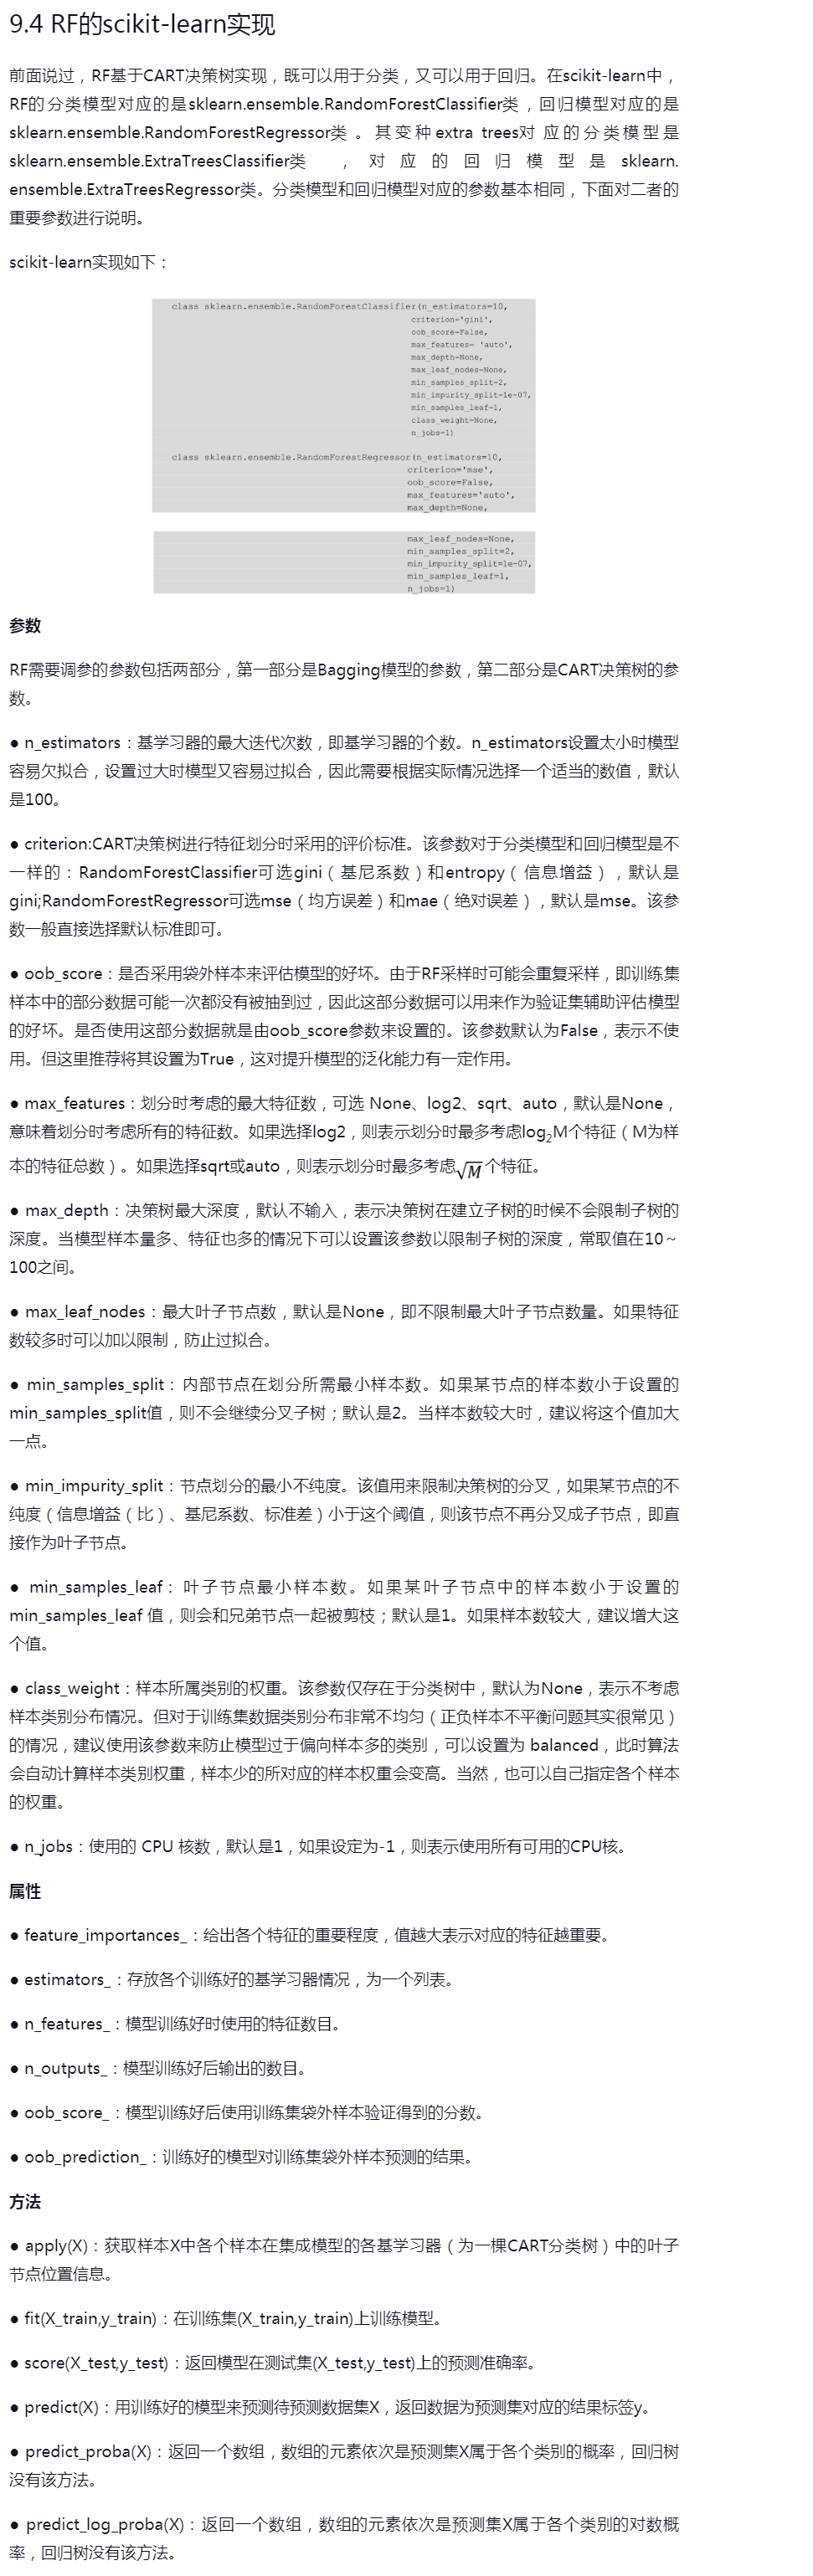 9.4 RF的scikit-learn实现
前面说过，RF基于CART决策树实现，既可以用于分类，又可以用于回归。在scikit-learn中，
RF的分类模型对应的是sklearn.ensemble.RandomForestClassifier类，回归模型对应的是
sklearn.ensemble.RandomForestRegressor类。其变种extra trees对应的分类模型是
sklearn.ensemble.ExtraTreesClassifier类，对应的回归模型是sklearn.
ensemble.ExtraTreesRegressor类。分类模型和回归模型对应的参数基本相同，下面对二者的
重要参数进行说明。
scikit-learn实现如下：
class sklearn.ensemble.RandomForestClassifier(n_estimators=10,
criterion='gini',
oob_score=False,
max_features= 'auto',
max_depth=None,
max_leaf_nodes=None,
min_samples_split=2,
min_impurity_split=1e-07,
min_samples_leaf=1,
class_weight=None,
n_jobs=1)
class sklearn.ensemble.RandomForestRegressor(n_estimators=10,
criterion='mse',
oob_score=False,
max_features='auto',
max_depth=None,
max_leaf_nodes=None,
min_samples_split=2,
min_impurity_split=1e-07,
min_samples_leaf=1,
n_jobs=1)
参数
RF需要调参的参数包括两部分，第一部分是Bagging模型的参数，第二部分是CART决策树的参
数。
● n_estimators：基学习器的最大迭代次数，即基学习器的个数。n_estimators设置太小时模型
容易欠拟合，设置过大时模型又容易过拟合，因此需要根据实际情况选择一个适当的数值，默认
是100。
● criterion:CART决策树进行特征划分时采用的评价标准。该参数对于分类模型和回归模型是不
一样的：RandomForestClassifier可选gini（基尼系数）和entropy（信息增益），默认是
gini;RandomForestRegressor可选mse（均方误差）和mae（绝对误差），默认是mse。该参
数一般直接选择默认标准即可。
● oob_score：是否采用袋外样本来评估模型的好坏。由于RF采样时可能会重复采样，即训练集
样本中的部分数据可能一次都没有被抽到过，因此这部分数据可以用来作为验证集辅助评估模型
的好坏。是否使用这部分数据就是由oob_score参数来设置的。该参数默认为False，表示不使
用。但这里推荐将其设置为True，这对提升模型的泛化能力有一定作用。
● max_features：划分时考虑的最大特征数，可选 None、log2、sqrt、auto，默认是None，
意味着划分时考虑所有的特征数。如果选择log2，则表示划分时最多考虑log₂M个特征（M为样
本的特征总数）。如果选择sqrt或auto，则表示划分时最多考虑√M个特征。
● max_depth：决策树最大深度，默认不输入，表示决策树在建立子树的时候不会限制子树的
深度。当模型样本量多、特征也多的情况下可以设置该参数以限制子树的深度，常取值在10～
100之间。
● max_leaf_nodes：最大叶子节点数，默认是None，即不限制最大叶子节点数量。如果特征
数较多时可以加以限制，防止过拟合。
● min_samples_split：内部节点在划分所需最小样本数。如果某节点的样本数小于设置的
min_samples_split值，则不会继续分叉子树；默认是2。当样本数较大时，建议将这个值加大
一点。
● min_impurity_split：节点划分的最小不纯度。该值用来限制决策树的分叉，如果某节点的不
纯度（信息增益（比）、基尼系数、标准差）小于这个阈值，则该节点不再分叉成子节点，即直
接作为叶子节点。
● min_samples_leaf：叶子节点最小样本数。如果某叶子节点中的样本数小于设置的
min_samples_leaf 值，则会和兄弟节点一起被剪枝；默认是1。如果样本数较大，建议增大这
个值。
● class_weight：样本所属类别的权重。该参数仅存在于分类树中，默认为None，表示不考虑
样本类别分布情况。但对于训练集数据类别分布非常不均匀（正负样本不平衡问题其实很常见）
的情况，建议使用该参数来防止模型过于偏向样本多的类别，可以设置为 balanced，此时算法
会自动计算样本类别权重，样本少的所对应的样本权重会变高。当然，也可以自己指定各个样本
的权重。
● n_jobs：使用的 CPU 核数，默认是1，如果设定为-1，则表示使用所有可用的CPU核。
属性
● feature_importances_：给出各个特征的重要程度，值越大表示对应的特征越重要。
● estimators_：存放各个训练好的基学习器情况，为一个列表。
● n_features_：模型训练好时使用的特征数目。
● n_outputs_：模型训练好后输出的数目。
● oob_score_：模型训练好后使用训练集袋外样本验证得到的分数。
● oob_prediction_：训练好的模型对训练集袋外样本预测的结果。
方法
● apply(X)：获取样本X中各个样本在集成模型的各基学习器（为一棵CART分类树）中的叶子
节点位置信息。
● fit(X_train,y_train)：在训练集(X_train,y_train)上训练模型。
● score(X_test,y_test)：返回模型在测试集(X_test,y_test)上的预测准确率。
● predict(X)：用训练好的模型来预测待预测数据集X，返回数据为预测集对应的结果标签y。
● predict_proba(X)：返回一个数组，数组的元素依次是预测集X属于各个类别的概率，回归树
没有该方法。
● predict_log_proba(X)：返回一个数组，数组的元素依次是预测集X属于各个类别的对数概
率，回归树没有该方法。